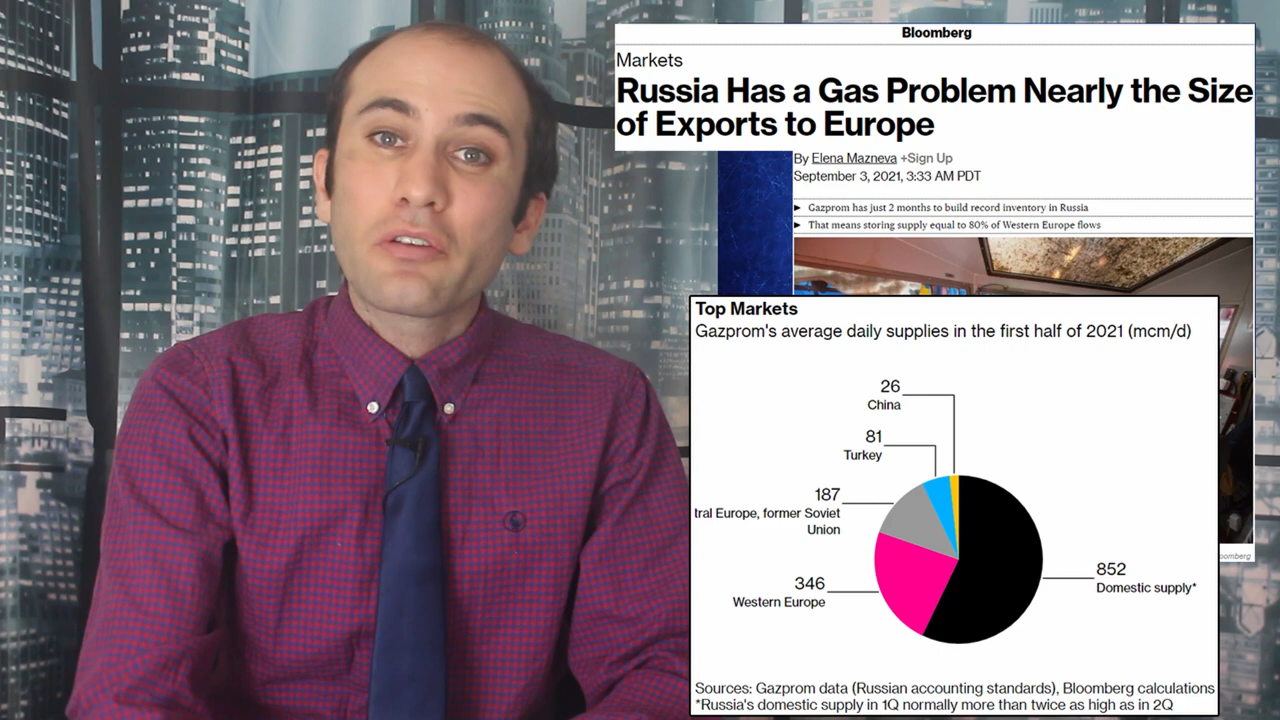 Bloomberg
Markets
Russia Has a Gas Problem Nearly the Size
of Exports to Europe
By Elena Mazneva +Sign Up
September 3, 2021, 3:33 AM PDT
Gazprom has just 2 months to build record inventory in Russia
That means storing supply equal to 80% of Western Europe flows
Top Markets
Gazprom's average daily supplies in the first half of 2021 (mcm/d)
26
China
81
Turkey
187
tral Europe, former Soviet
Union
346
Western Europe
852
Domestic supply*
oomberg
Sources: Gazprom data (Russian accounting standards), Bloomberg calculations
*Russia's domestic supply in 1Q normally more than twice as high as in 2Q